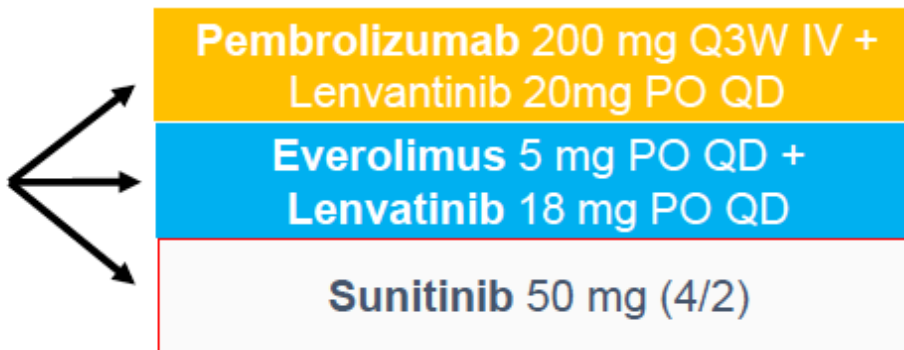 Pembrolizumab 200 mg Q3W IV +
Lenvantinib 20mg PO QD
Everolimus 5 mg PO QD +
Lenvatinib 18 mg PO QD
Sunitinib 50 mg (4/2)